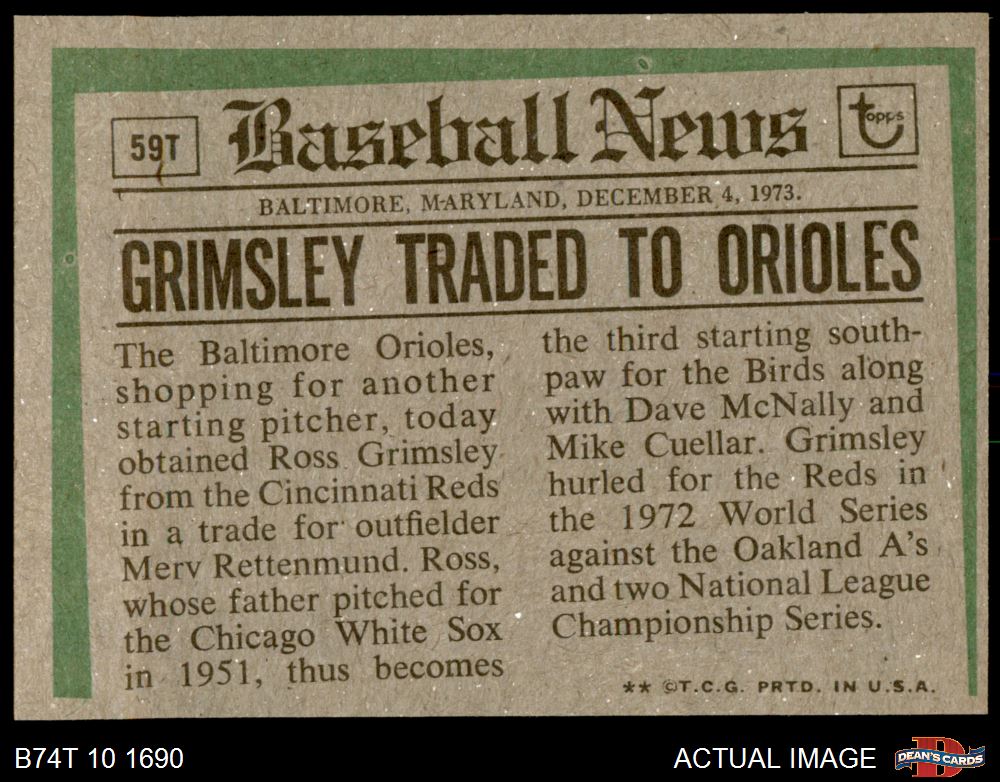 59T
Baseball News
topps
BALTIMORE, MARYLAND, DECEMBER 4, 1973.
GRIMSLEY TRADED TO ORIOLES
The Baltimore Orioles,
shopping for another
starting pitcher, today
obtained Ross Grimsley
from the Cincinnati Reds
in a trade for outfielder
Merv Rettenmund. Ross,
whose father pitched for
the Chicago White Sox
in 1951, thus becomes
the third starting south-
paw for the Birds along
with Dave McNally and
Mike Cuellar. Grimsley
hurled for the Reds in
the 1972 World Series
against the Oakland A's
and two National League
Championship Series.
** ©T.C.G. PRTD. IN U.S.A.
B74T 10 1690
ACTUAL IMAGE
D
DEAN'S CARDS